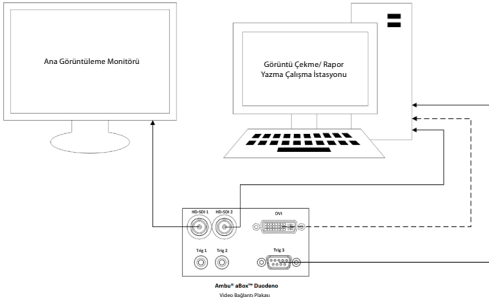 Ana Görüntüleme Monitörü
Görüntü Çekme/ Rapor
Yazma Çalışma İstasyonu
HD-SDI 1 HD-SDI 2 DVI
Trig 1 Trig 2 Trig 3
Ambu® aBox™ Duodeno
Video Bağlantı Plakası